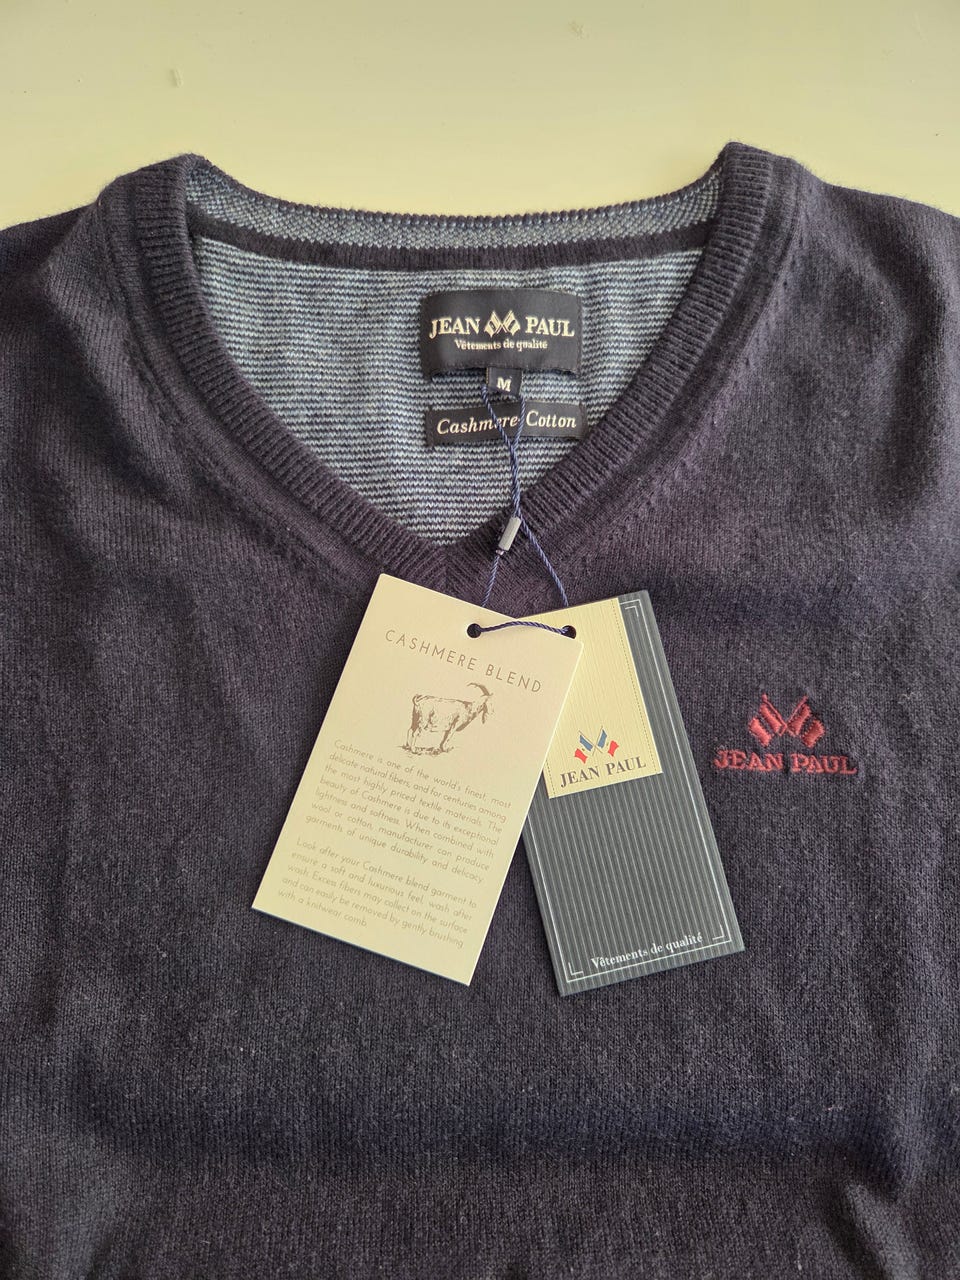 JEAN PAUL
Vêtements de qualité
M
Cashmere Cotton
CASHMERE BLEND
Cashmere is one of the world's finest, most
delicate natural fibers, and for centuries among
the most highly priced textile materials. The
beauty of Cashmere is due to its exceptional
lightness and softness. When combined with
wool or cotton, manufacturer can produce
garments of unique durability and delicacy
Look after your Cashmere blend garment to
ensure a soft and luxurious feel, wash after
wash. Excess fibers may collect on the surface
and can easily be removed by gently brushing
with a knitwear comb.
JEAN PAUL
Vêtements de qualité
JEAN PAUL